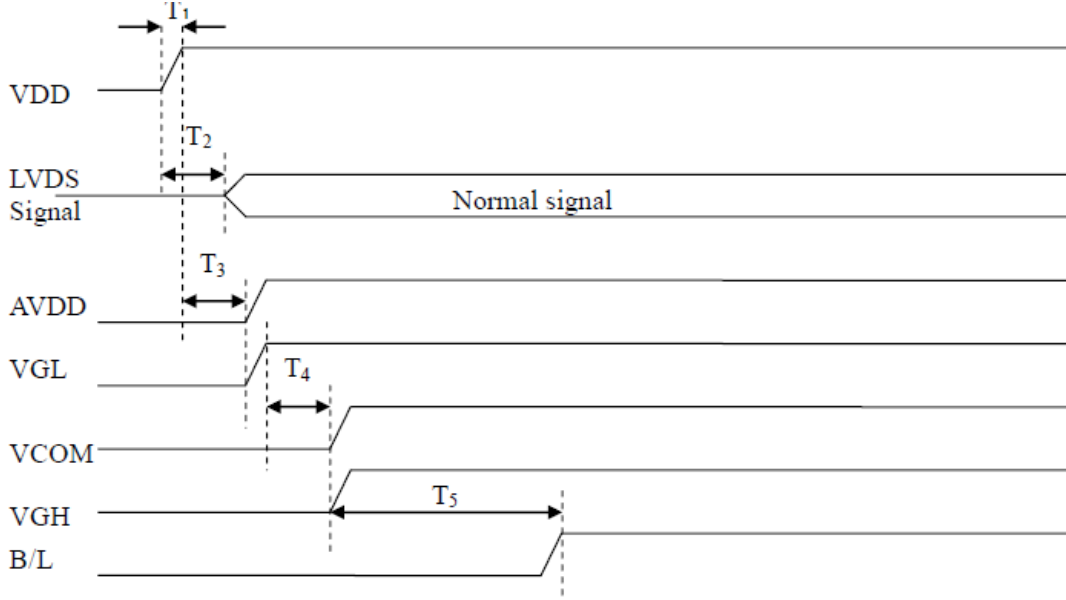 T₁
VDD
T₂
LVDS
Signal
Normal signal
T₃
AVDD
VGL
T₄
VCOM
VGH
T₅
B/L